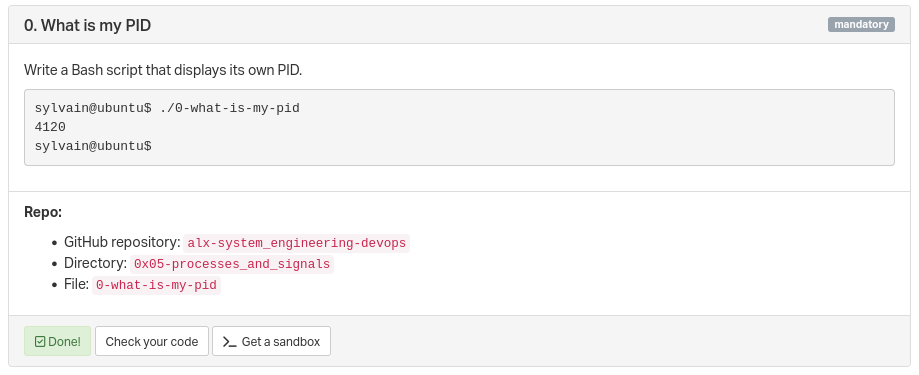 0. What is my PID
mandatory
Write a Bash script that displays its own PID.
sylvain@ubuntu$ ./0-what-is-my-pid
4120
sylvain@ubuntu$
Repo:
• GitHub repository: alx-system_engineering-devops
• Directory: 0x05-processes_and_signals
• File: 0-what-is-my-pid
Done! Check your code Get a sandbox